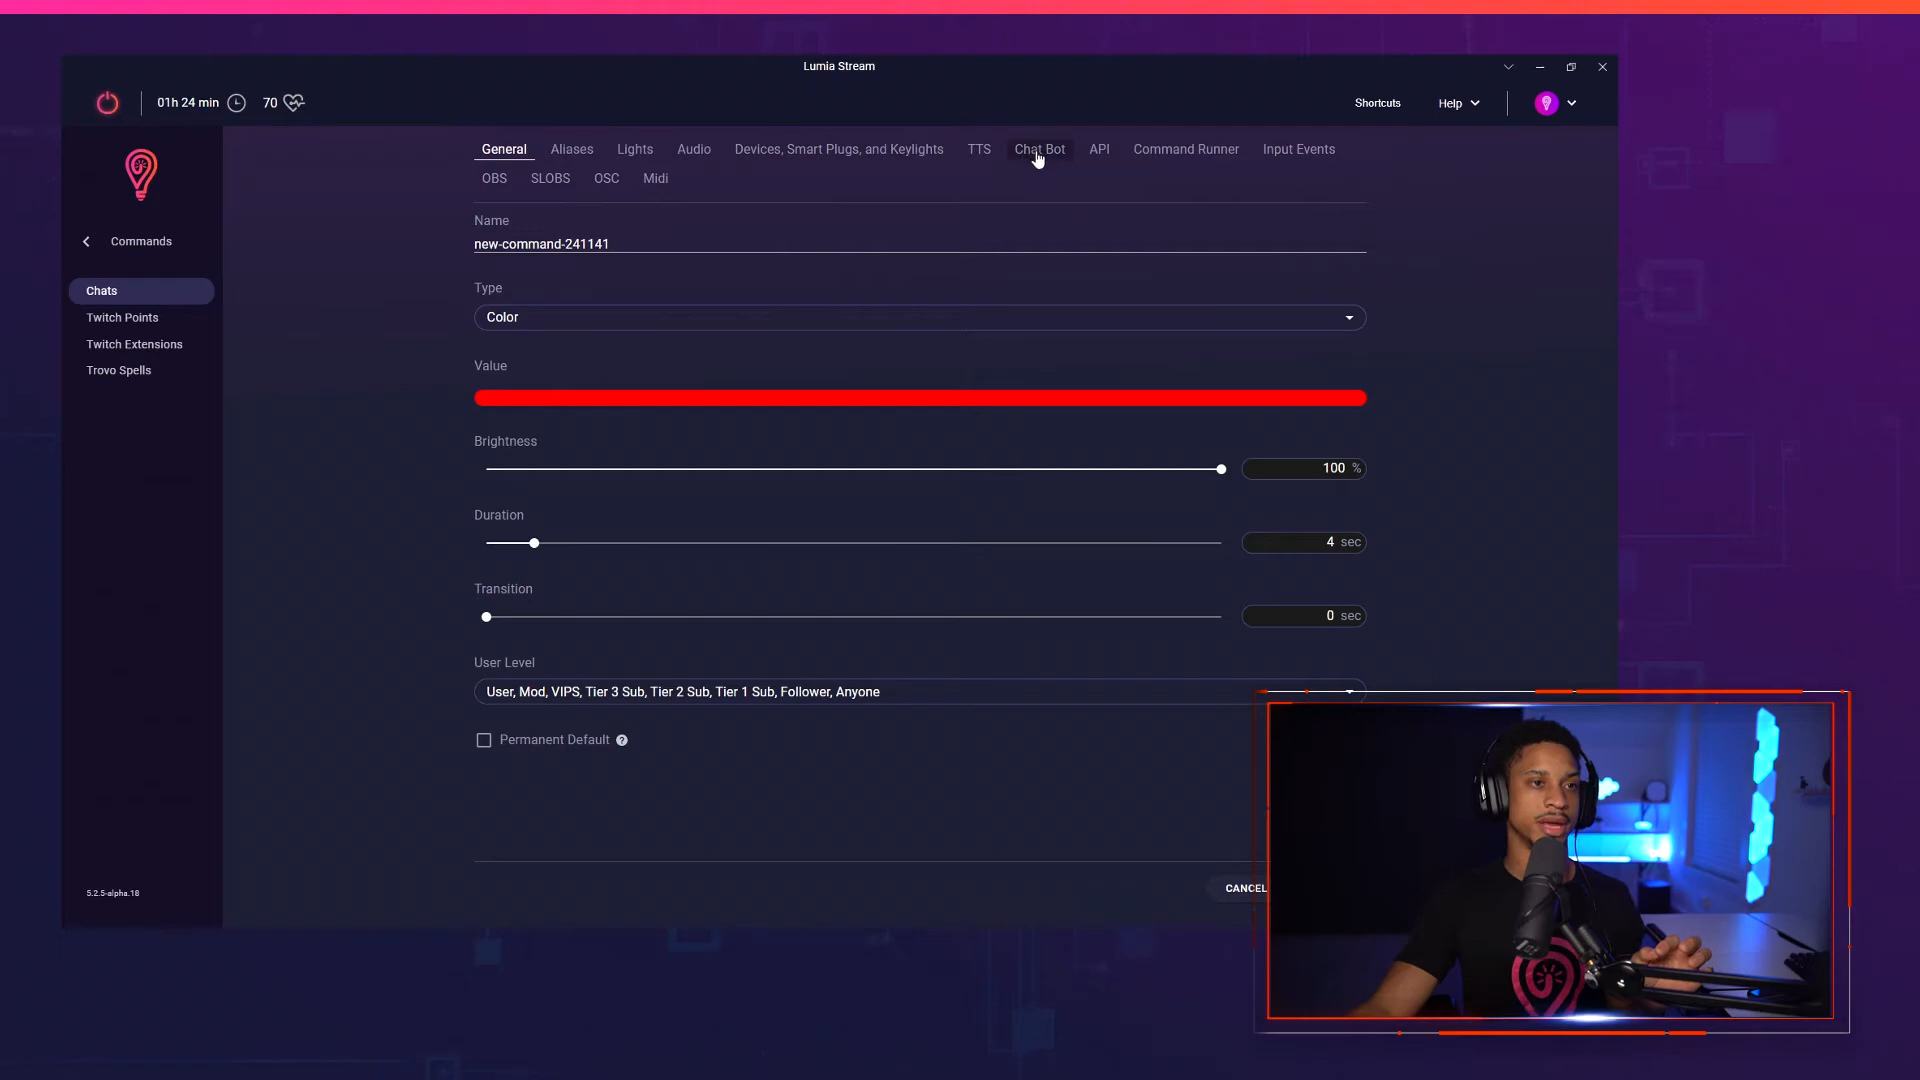 Lumia Stream
01h 24 min
70
Shortcuts
Help
General
Aliases
Lights
Audio
Devices, Smart Plugs, and Keylights
TTS
Chat Bot
API
Command Runner
Input Events
OBS
SLOBS
OSC
Midi
Commands
Chats
Twitch Points
Twitch Extensions
Trovo Spells
5.2.5-alpha.18
Name
new-command-241141
Type
Color
Value
Brightness
100 %
Duration
4 sec
Transition
0 sec
User Level
User, Mod, VIPS, Tier 3 Sub, Tier 2 Sub, Tier 1 Sub, Follower, Anyone
Permanent Default ?
CANCEL